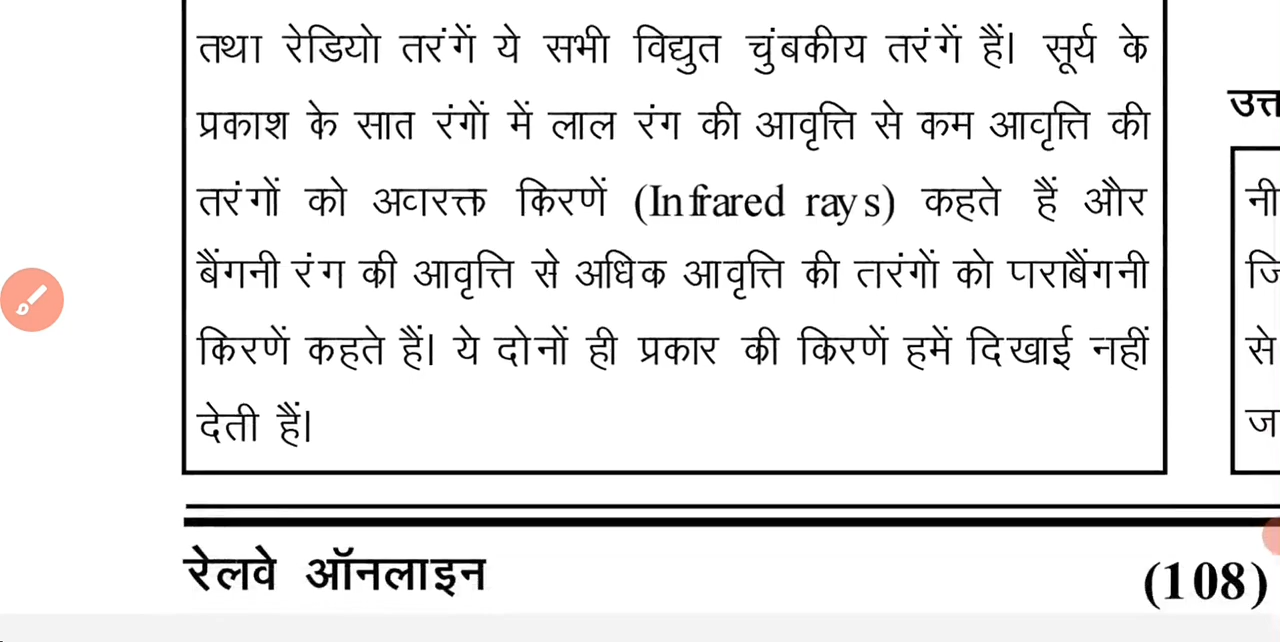 तथा रेडियो तरंगें ये सभी विद्युत चुंबकीय तरंगें हैं। सूर्य के
प्रकाश के सात रंगों में लाल रंग की आवृत्ति से कम आवृत्ति की
तरंगों को अवरक्त किरणें (Infrared rays) कहते हैं और
बैंगनी रंग की आवृत्ति से अधिक आवृत्ति की तरंगों को पराबैंगनी
किरणें कहते हैं। ये दोनों ही प्रकार की किरणें हमें दिखाई नहीं
देती हैं।
नी
से
ज
रेलवे ऑनलाइन
(108)